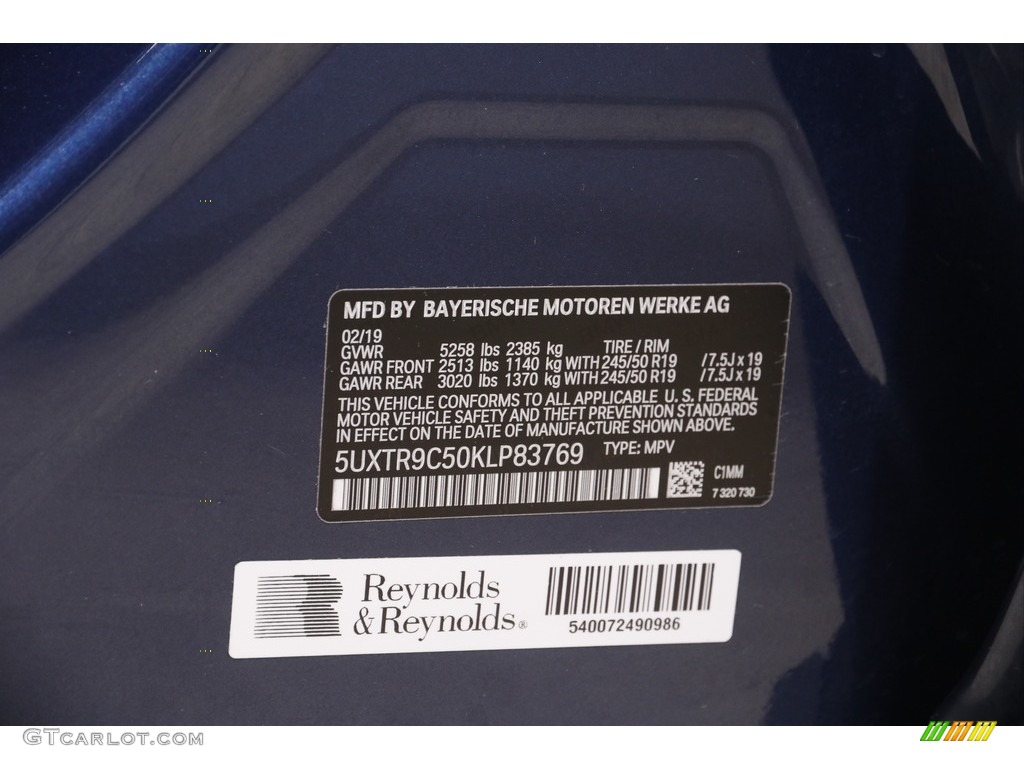 MFD BY BAYERISCHE MOTOREN WERKE AG
02/19
GVWR 5258 lbs 2385 kg TIRE / RIM
GAWR FRONT 2513 lbs 1140 kg WITH 245/50 R19 /7.5J x 19
GAWR REAR 3020 lbs 1370 kg WITH 245/50 R19 /7.5J x 19
THIS VEHICLE CONFORMS TO ALL APPLICABLE U. S. FEDERAL
MOTOR VEHICLE SAFETY AND THEFT PREVENTION STANDARDS
IN EFFECT ON THE DATE OF MANUFACTURE SHOWN ABOVE.
5UXTR9C50KLP83769 TYPE: MPV
C1MM
7 320 730
Reynolds
&Reynolds®
540072490986
GTCARLOT.COM